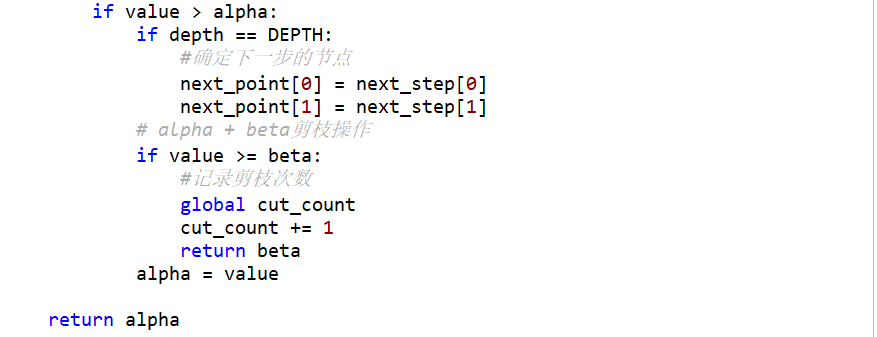 if value > alpha:
if depth == DEPTH:
#确定下一步的节点
next_point[0] = next_step[0]
next_point[1] = next_step[1]
# alpha + beta剪枝操作
if value >= beta:
#记录剪枝次数
global cut_count
cut_count += 1
return beta
alpha = value
return alpha